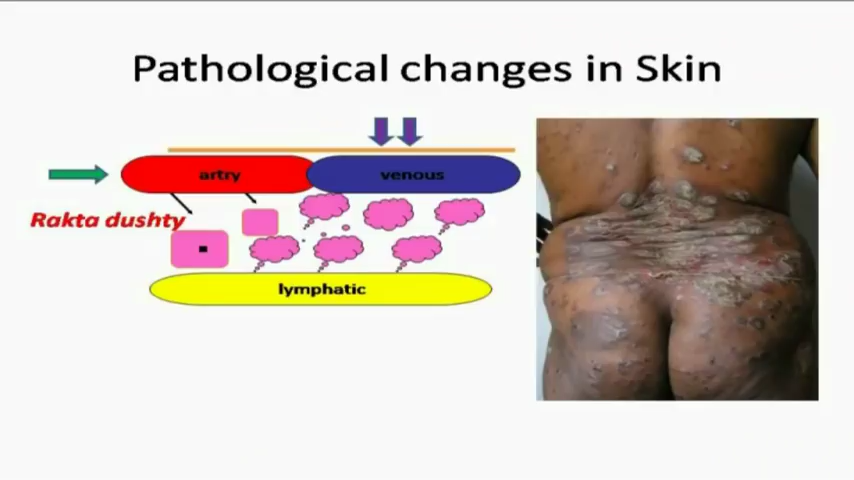 Pathological changes in Skin
artry
venous
Rakta dushty
lymphatic